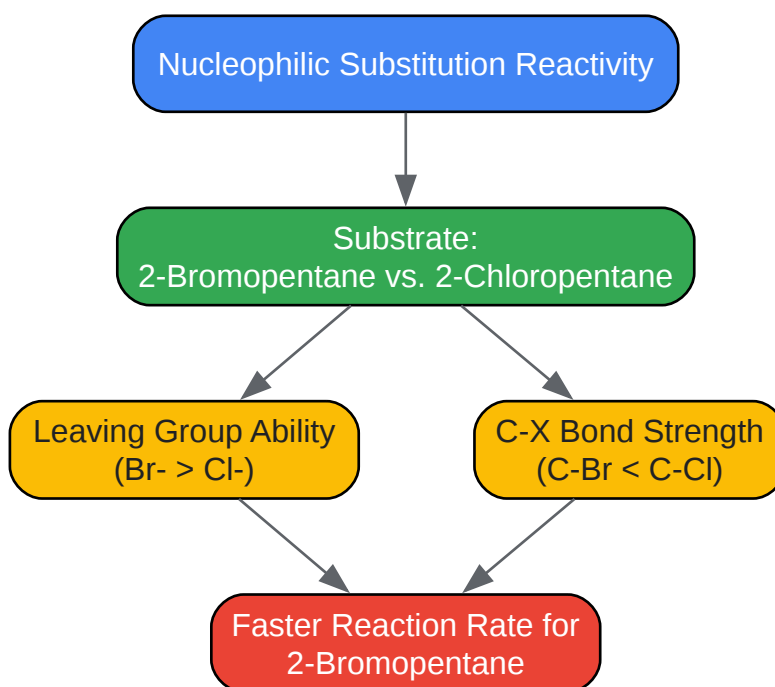 Nucleophilic Substitution Reactivity
Substrate:
2-Bromopentane vs. 2-Chloropentane
Leaving Group Ability
(Br- > Cl-)
C-X Bond Strength
(C-Br < C-Cl)
Faster Reaction Rate for
2-Bromopentane